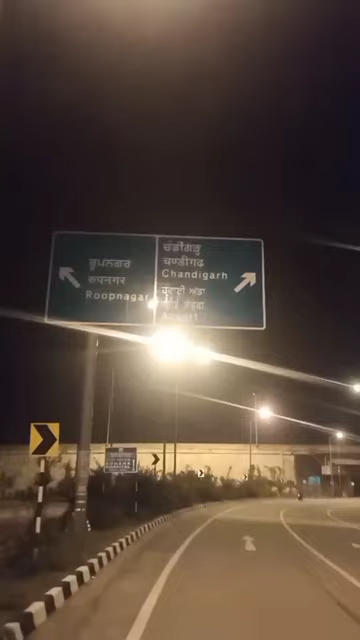 ਰੂਪਨਗਰ
रूपनगर
Roopnagar
ਚੰਡੀਗੜ੍ਹ
चण्डीगढ़
Chandigarh
ਹਵਾਈ ਅੱਡਾ
Airport